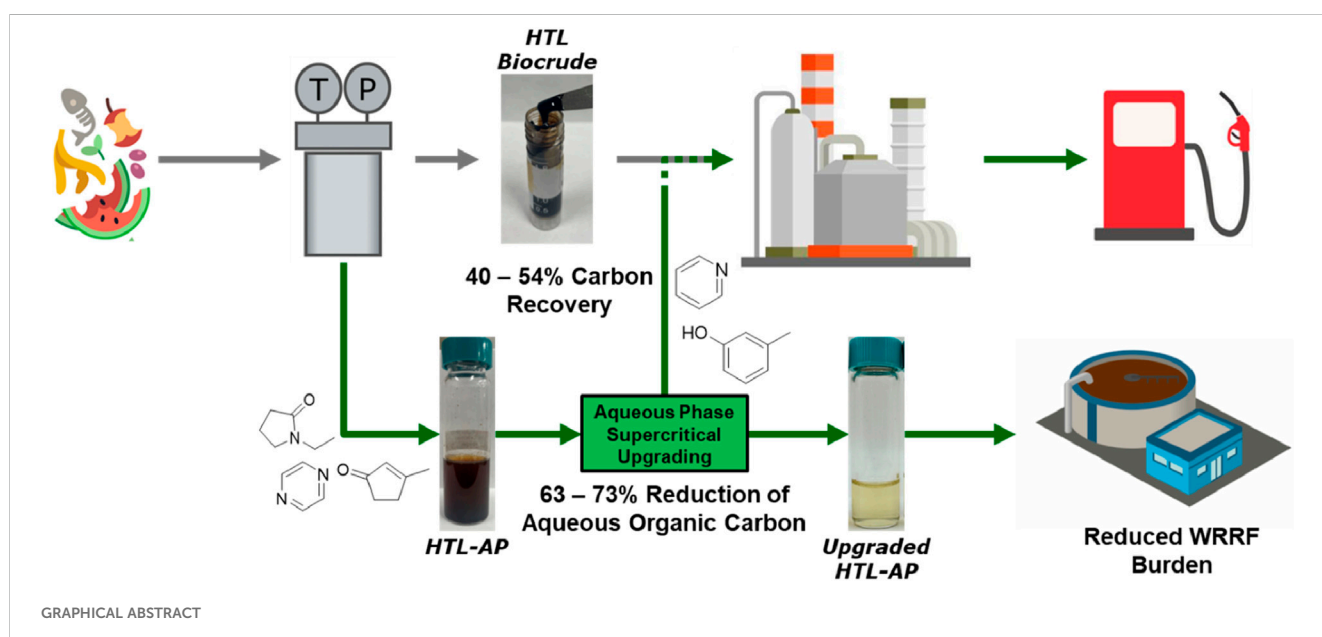 HTL
Biocrude
T P
40 – 54% Carbon
Recovery
N
HO
O
N
N
N
O
HTL-AP
Aqueous Phase
Supercritical
Upgrading
63 – 73% Reduction of
Aqueous Organic Carbon
Upgraded
HTL-AP
Reduced WRRF
Burden
GRAPHICAL ABSTRACT